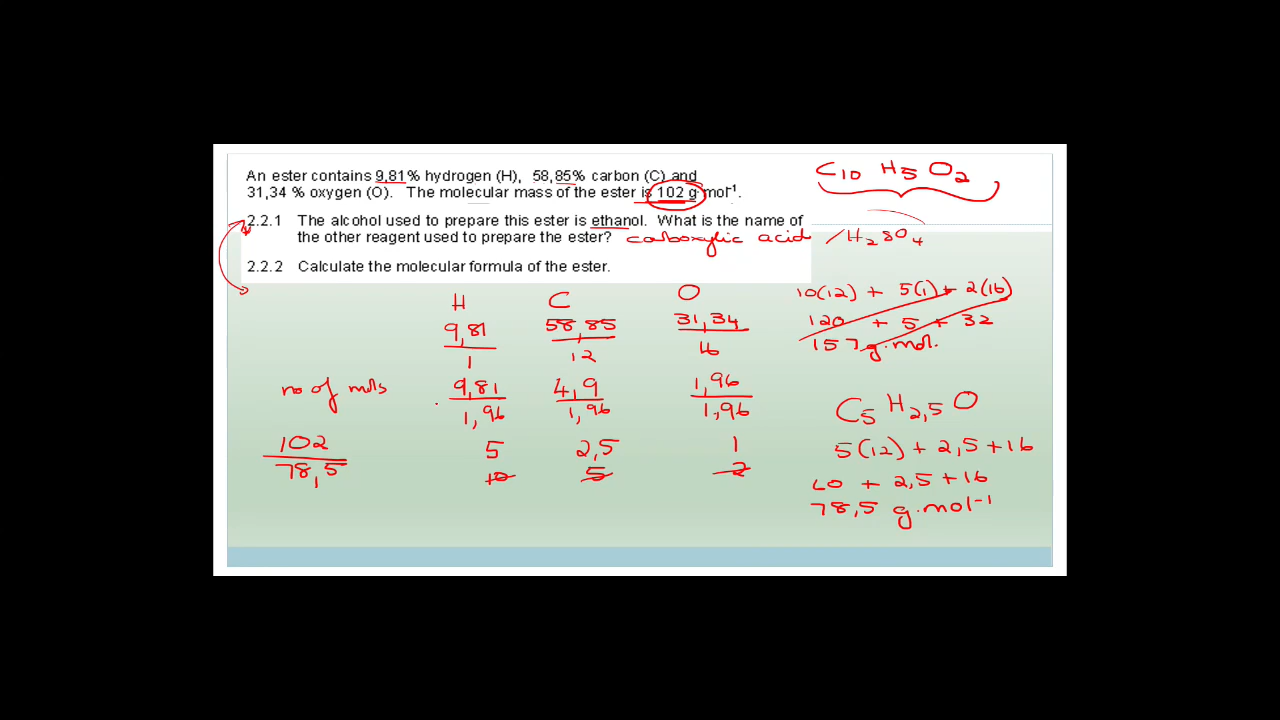 An ester contains 9,81% hydrogen (H), 58,85% carbon (C) and
31,34 % oxygen (O). The molecular mass of the ester is 102 g·mol-1.
C10 H5 O2
2.2.1 The alcohol used to prepare this ester is ethanol. What is the name of
the other reagent used to prepare the ester? carboxylic acid /H2SO4
2.2.2 Calculate the molecular formula of the ester.
H C O
9,81 58,85 31,34
1 12 16
no of mols
9,81 4,9 1,96
1,96 1,96 1,96
5 2,5 1
10 5 2
102
78,5
10(12) + 5(1) + 2(16)
120 + 5 + 32
157 g.mol.
C5 H2,5 O
5(12) + 2,5 + 16
60 + 2,5 + 16
78,5 g.mol-1